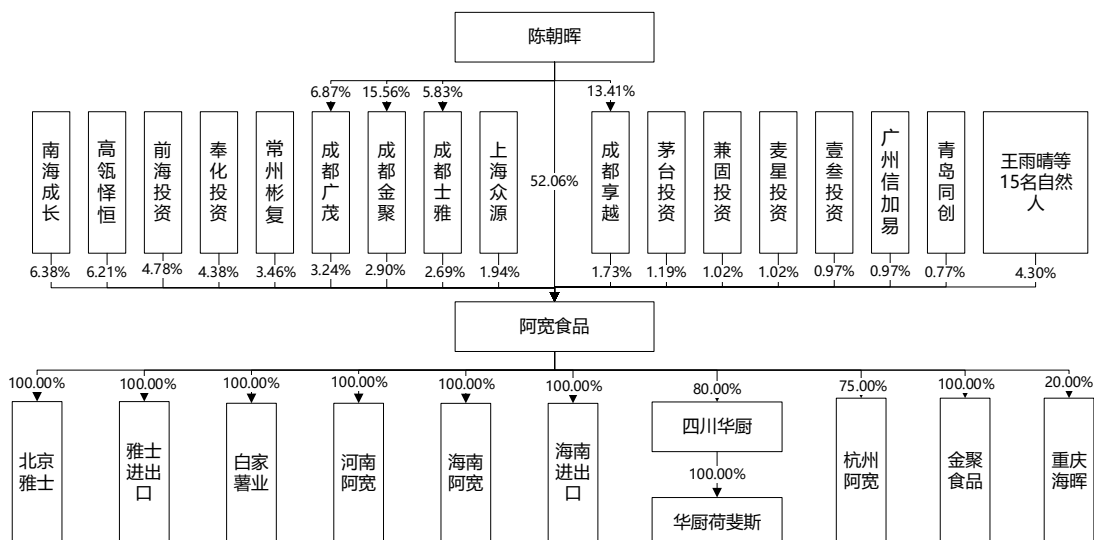 陈朝晖
6.87%
15.56%
5.83%
13.41%
南海成长
高瓴怿恒
前海投资
奉化投资
常州彬复
成都广茂
成都金聚
成都士雅
上海众源
52.06%
成都享越
茅台投资
兼固投资
麦星投资
壹叁投资
广州信加易
青岛同创
王雨晴等
15名自然
人
6.38%
6.21%
4.78%
4.38%
3.46%
3.24%
2.90%
2.69%
1.94%
1.73%
1.19%
1.02%
1.02%
0.97%
0.97%
0.77%
4.30%
阿宽食品
100.00%
100.00%
100.00%
100.00%
100.00%
100.00%
80.00%
75.00%
100.00%
20.00%
北京
雅士
雅士
进出
口
白家
薯业
河南
阿宽
海南
阿宽
海南
进出
口
四川华厨
100.00%
华厨荷斐斯
杭州
阿宽
金聚
食品
重庆
海晖